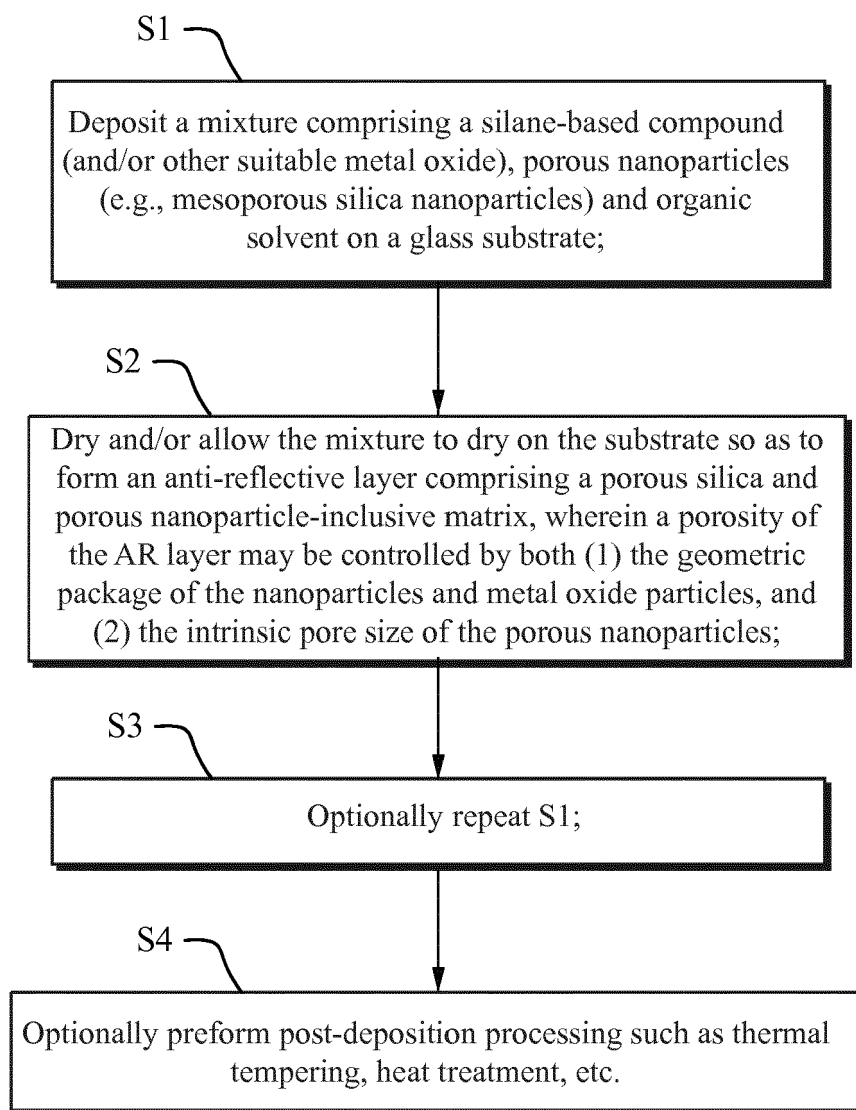 S1
Deposit a mixture comprising a silane-based compound
(and/or other suitable metal oxide), porous nanoparticles
(e.g., mesoporous silica nanoparticles) and organic
solvent on a glass substrate;
S2
Dry and/or allow the mixture to dry on the substrate so as to
form an anti-reflective layer comprising a porous silica and
porous nanoparticle-inclusive matrix, wherein a porosity of
the AR layer may be controlled by both (1) the geometric
package of the nanoparticles and metal oxide particles, and
(2) the intrinsic pore size of the porous nanoparticles;
S3
Optionally repeat S1;
S4
Optionally preform post-deposition processing such as thermal
tempering, heat treatment, etc.